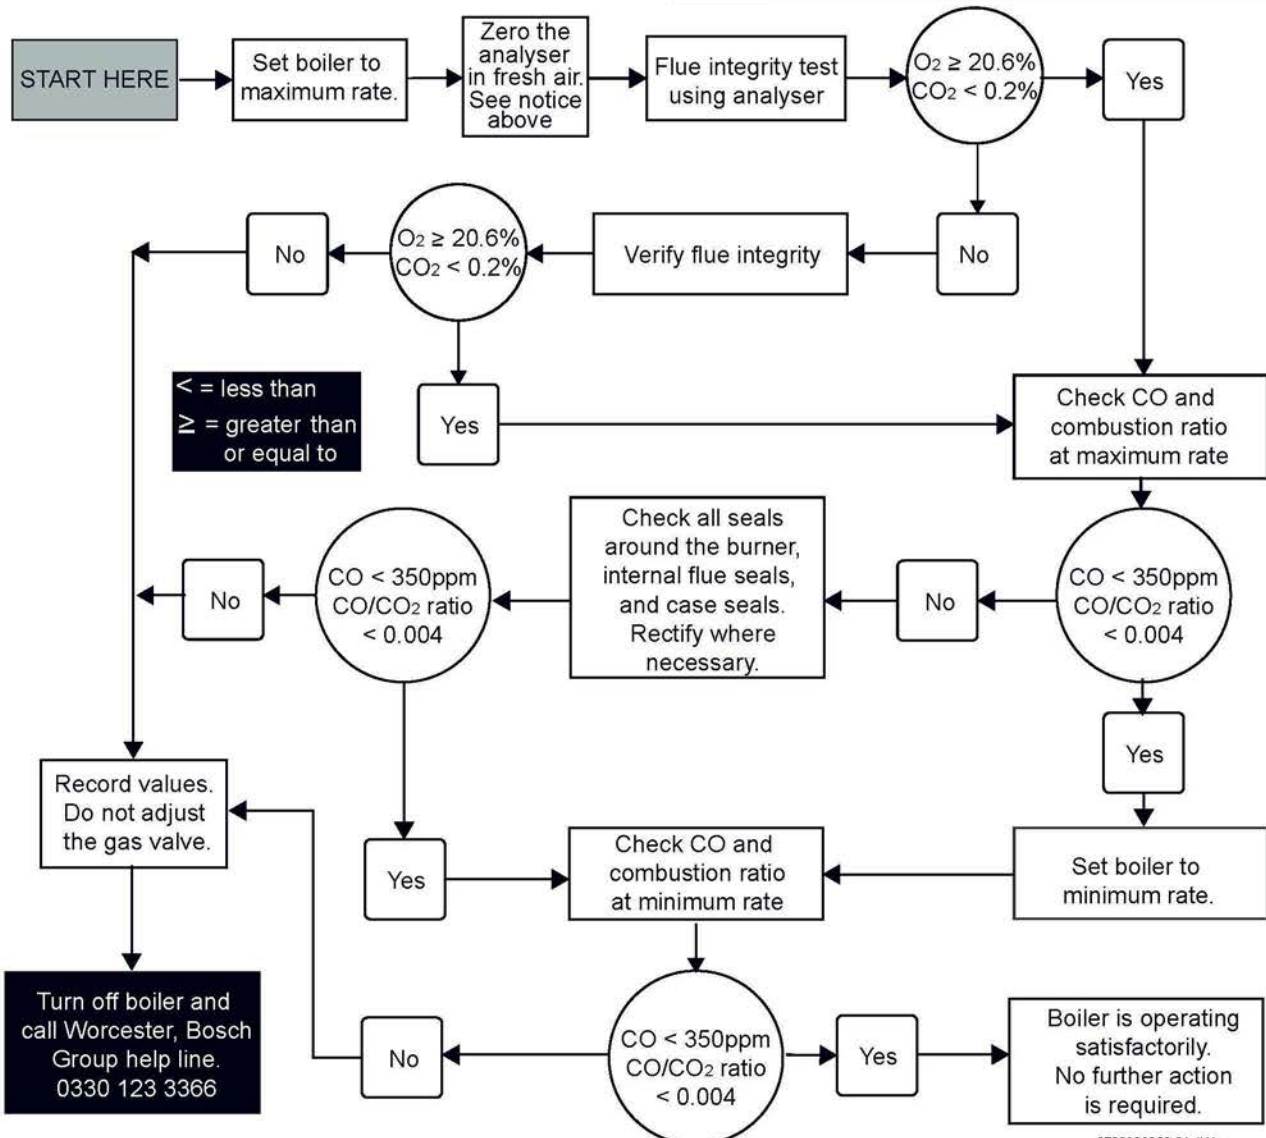 START HERE
Set boiler to
maximum rate.
Zero the
analyser
in fresh air.
See notice
above
Flue integrity test
using analyser
O2 ≥ 20.6%
CO2 < 0.2%
Yes
No
O2 ≥ 20.6%
CO2 < 0.2%
Verify flue integrity
No
< = less than
≥ = greater than
or equal to
Yes
Check CO and
combustion ratio
at maximum rate
No
CO < 350ppm
CO/CO2 ratio
< 0.004
Check all seals
around the burner,
internal flue seals,
and case seals.
Rectify where
necessary.
No
CO < 350ppm
CO/CO2 ratio
< 0.004
Yes
Record values.
Do not adjust
the gas valve.
Yes
Check CO and
combustion ratio
at minimum rate
Set boiler to
minimum rate.
Turn off boiler and
call Worcester, Bosch
Group help line.
0330 123 3366
No
CO < 350ppm
CO/CO2 ratio
< 0.004
Yes
Boiler is operating
satisfactorily.
No further action
is required.